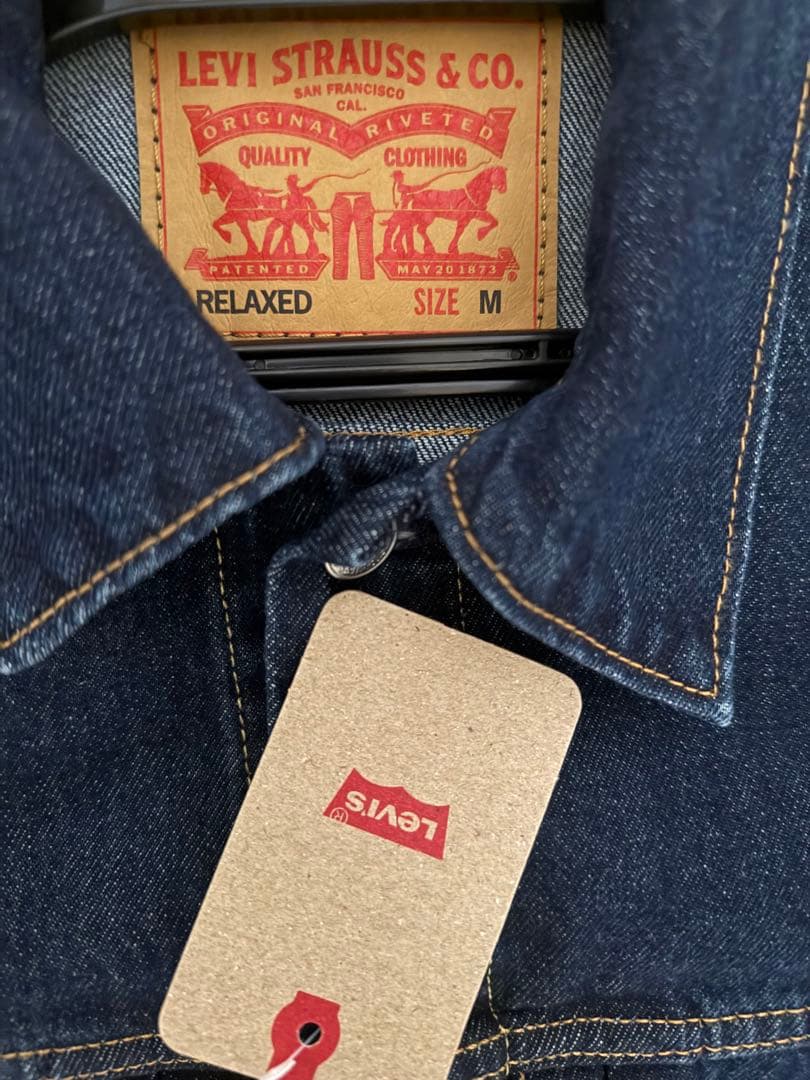 LEVI STRAUSS & CO.
SAN FRANCISCO
CAL.
ORIGINAL RIVETED
QUALITY CLOTHING
PATENTED MAY 20 1873 ®
RELAXED SIZE M
Levi's ®